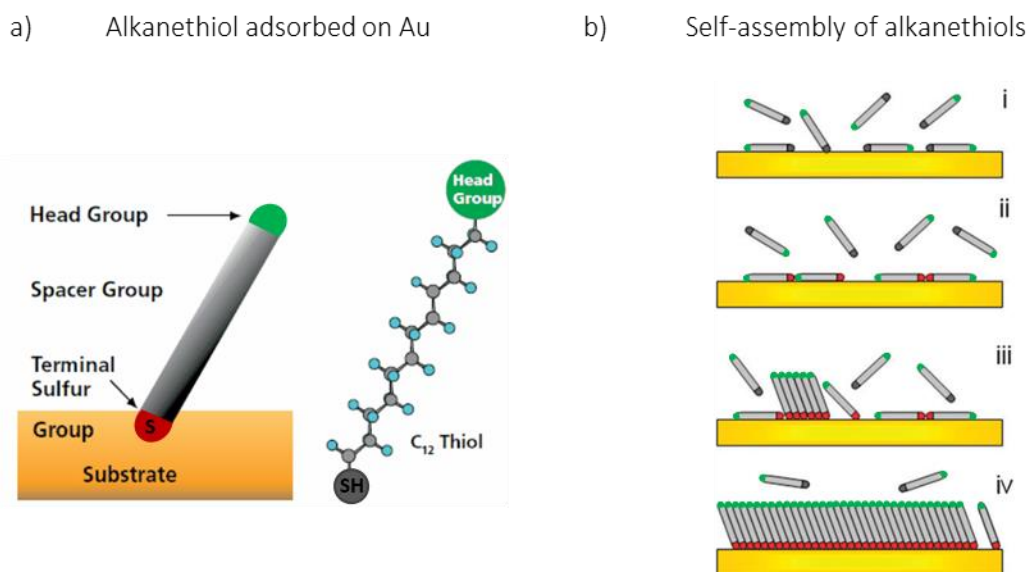 a) Alkanethiol adsorbed on Au
b) Self-assembly of alkanethiols
Head Group
Spacer Group
Terminal
Sulfur
Group
S
Substrate
Head
Group
C₁₂ Thiol
SH
i
ii
iii
iv